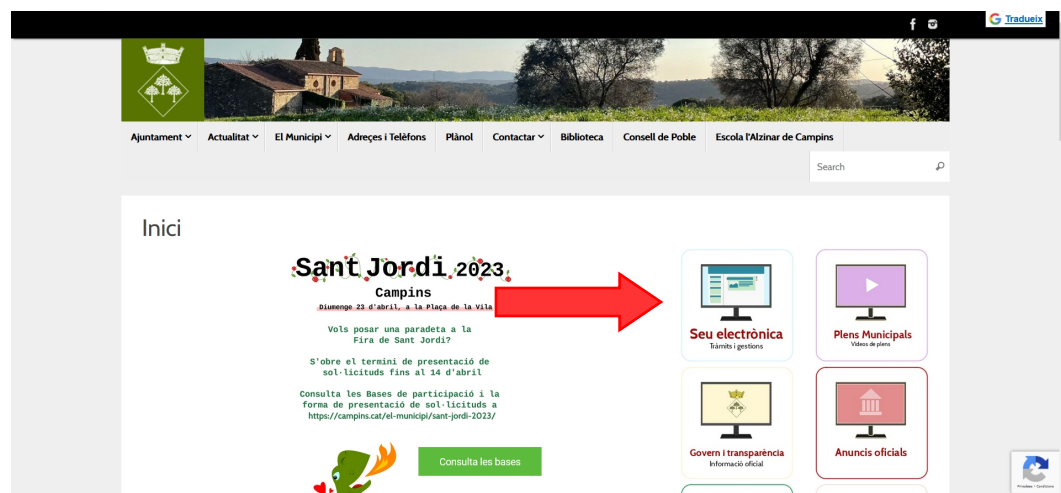 Tradueix
Ajuntament Actualitat El Municipi Adreçes i Telèfons Plànol Contactar Biblioteca Consell de Poble Escola l'Alzinar de Campins
Search
Inici
Sant Jordi 2023
Campins
Diumenge 23 d'abril, a la Plaça de la Vila
Vols posar una paradeta a la
Fira de Sant Jordi?
S'obre el termini de presentació de
sol·licituds fins al 14 d'abril
Consulta les Bases de participació i la
forma de presentació de sol·licituds a
https://campins.cat/el-municipi/sant-jordi-2023/
Consulta les bases
Seu electrònica
Tràmits i gestions
Plens Municipals
Vídeos de plens
Govern i transparència
Informació oficial
Anuncis oficials